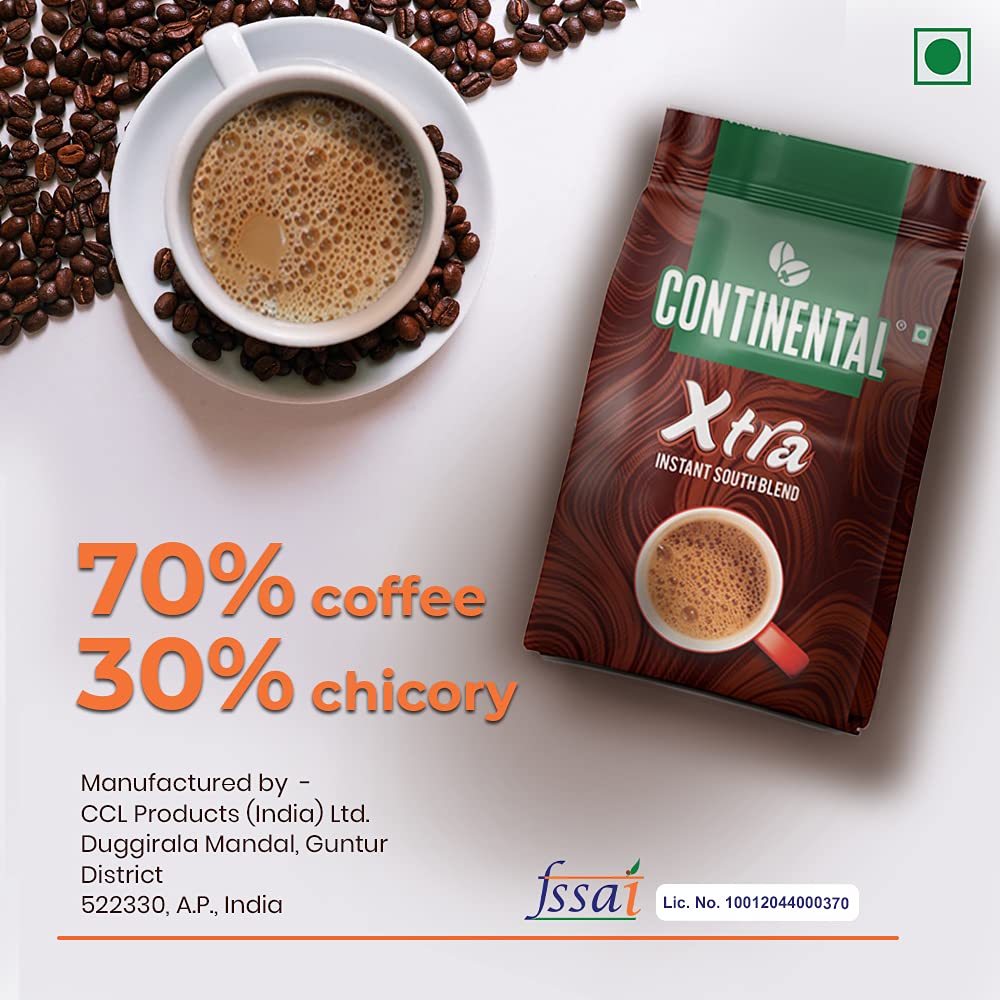 CONTINENTAL®
Xtra
INSTANT SOUTH BLEND
70% coffee
30% chicory
Manufactured by -
CCL Products (India) Ltd.
Duggirala Mandal, Guntur
District
522330, A.P., India
fssai
Lic. No. 10012044000370